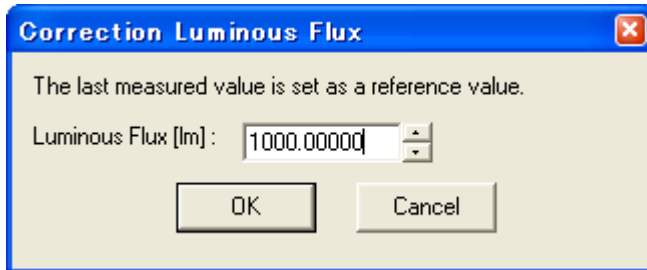 Correction Luminous Flux
The last measured value is set as a reference value.
Luminous Flux [lm] : 1000.00000
OK Cancel